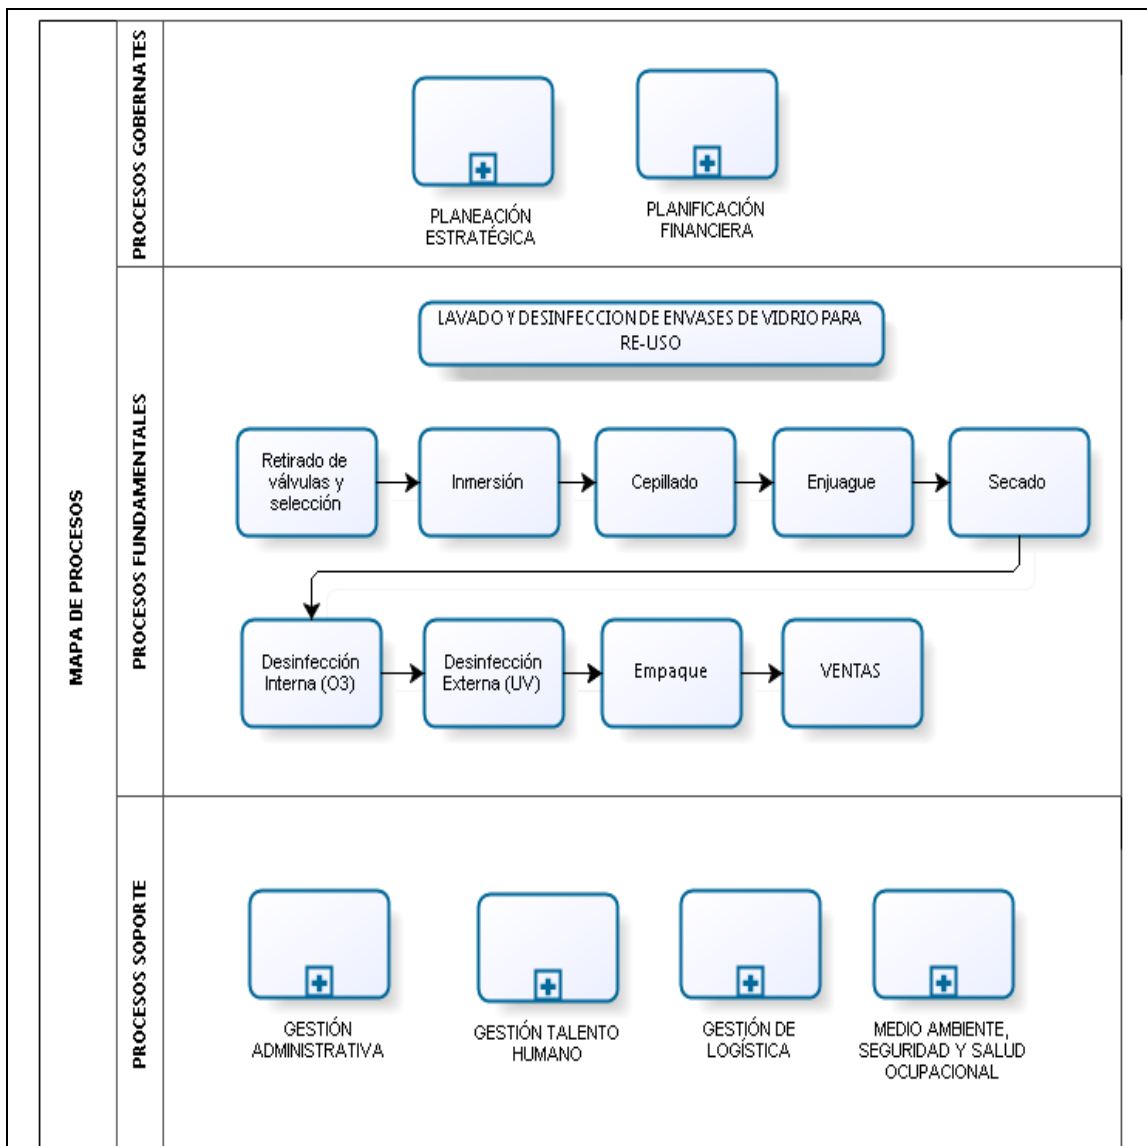 MAPA DE PROCESOS
PROCESOS GOBERNATES
PLANEACIÓN
ESTRATÉGICA
PLANIFICACIÓN
FINANCIERA
PROCESOS FUNDAMENTALES
LAVADO Y DESINFECCION DE ENVASES DE VIDRIO PARA
RE-USO
Retirado de
válvulas y
selección
Inmersión
Cepillado
Enjuague
Secado
Desinfección
Interna (O3)
Desinfección
Externa (UV)
Empaque
VENTAS
PROCESOS SOPORTE
GESTIÓN
ADMINISTRATIVA
GESTIÓN TALENTO
HUMANO
GESTIÓN DE
LOGÍSTICA
MEDIO AMBIENTE,
SEGURIDAD Y SALUD
OCUPACIONAL